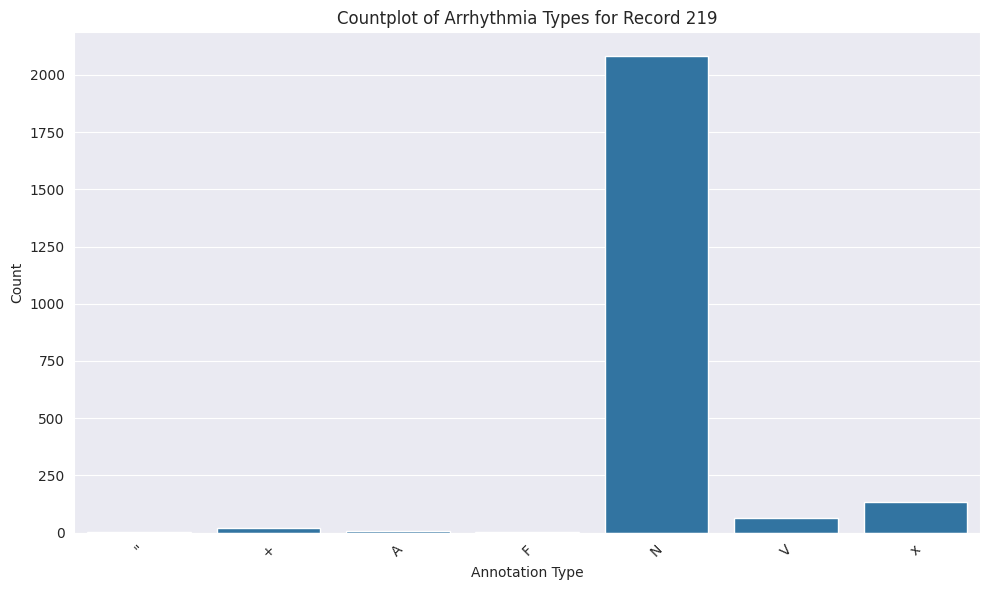 Countplot of Arrhythmia Types for Record 219
2000
1750
1500
1250
1000
750
500
250
0
Count
" + A F N V x
Annotation Type